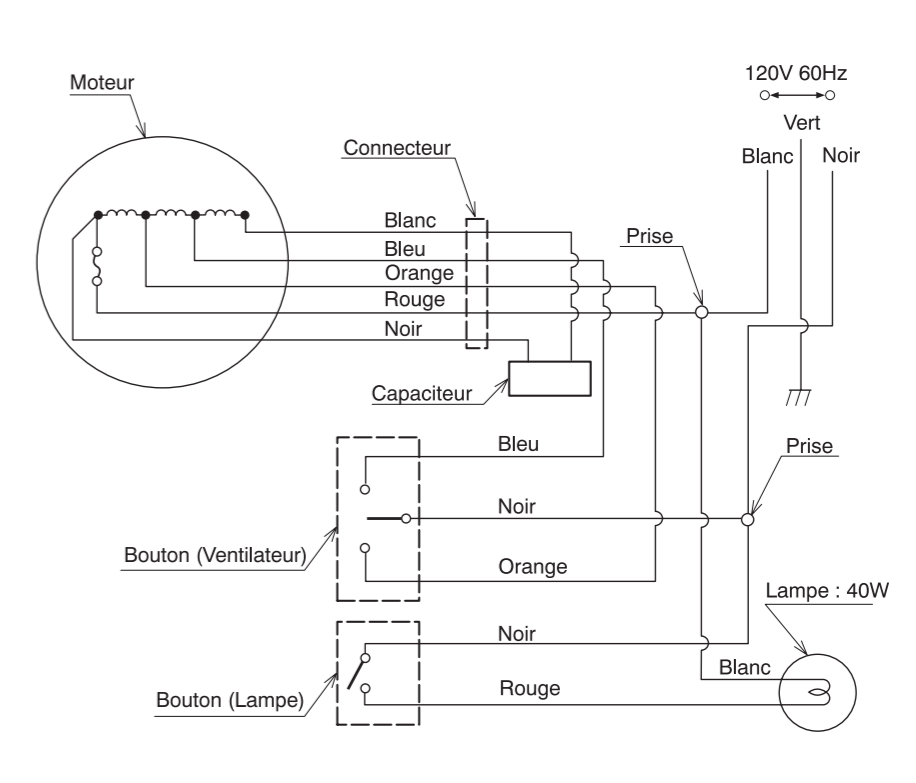 120V 60Hz
Moteur
Vert
Connecteur
Blanc
Noir
Blanc
Prise
Bleu
Orange
Rouge
Noir
Capaciteur
Bleu
Prise
Noir
Bouton (Ventilateur)
Orange
Lampe : 40W
Noir
Blanc
Rouge
Bouton (Lampe)